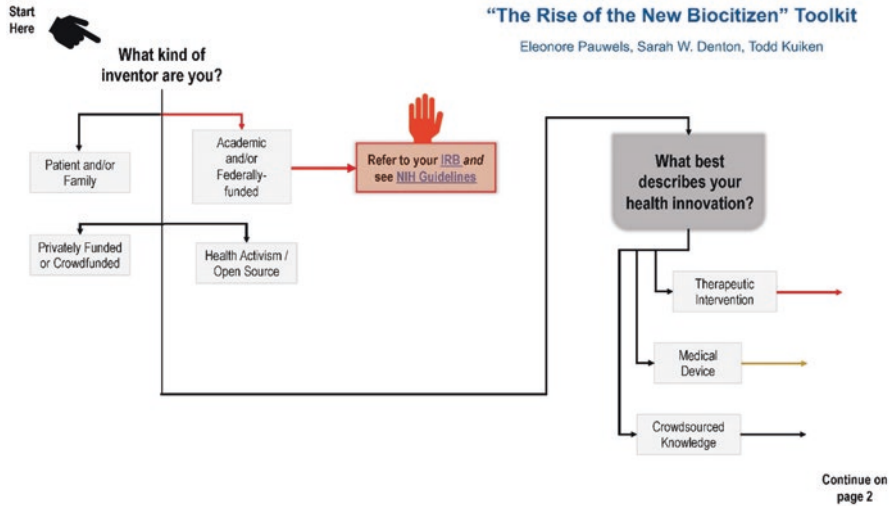 Start
Here
“The Rise of the New Biocitizen” Toolkit
Eleonore Pauwels, Sarah W. Denton, Todd Kuiken
What kind of
inventor are you?
Patient and/or
Family
Academic
and/or
Federally-
funded
Refer to your IRB and
see NIH Guidelines
Privately Funded
or Crowdfunded
Health Activism /
Open Source
What best
describes your
health innovation?
Therapeutic
Intervention
Medical
Device
Crowdsourced
Knowledge
Continue on
page 2